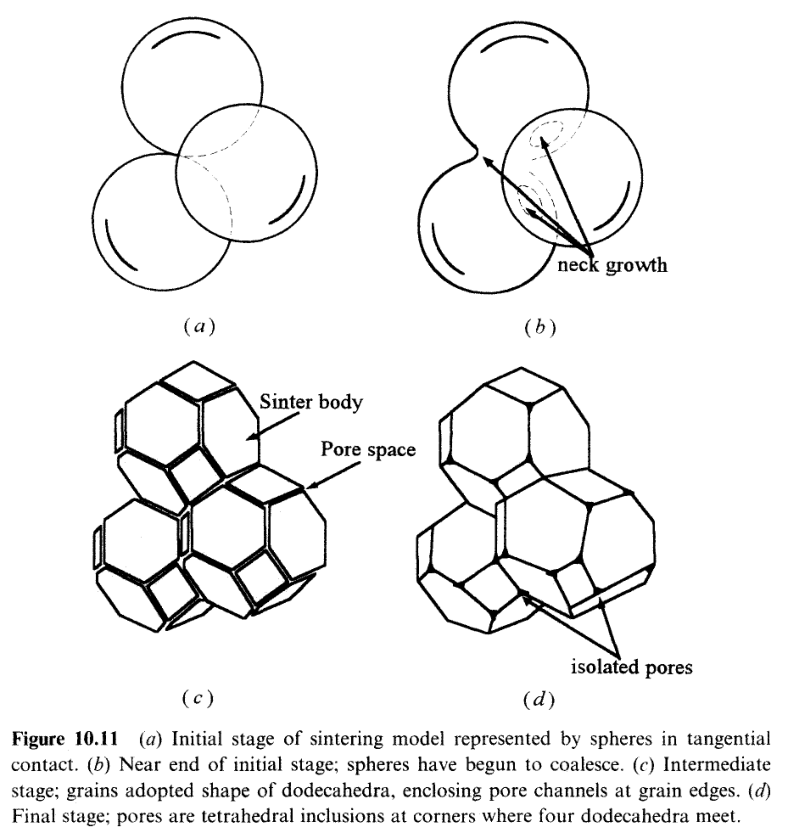 neck growth
(a)
(b)
Sinter body
Pore space
isolated pores
(c)
(d)
Figure 10.11 (a) Initial stage of sintering model represented by spheres in tangential
contact. (b) Near end of initial stage; spheres have begun to coalesce. (c) Intermediate
stage; grains adopted shape of dodecahedra, enclosing pore channels at grain edges. (d)
Final stage; pores are tetrahedral inclusions at corners where four dodecahedra meet.